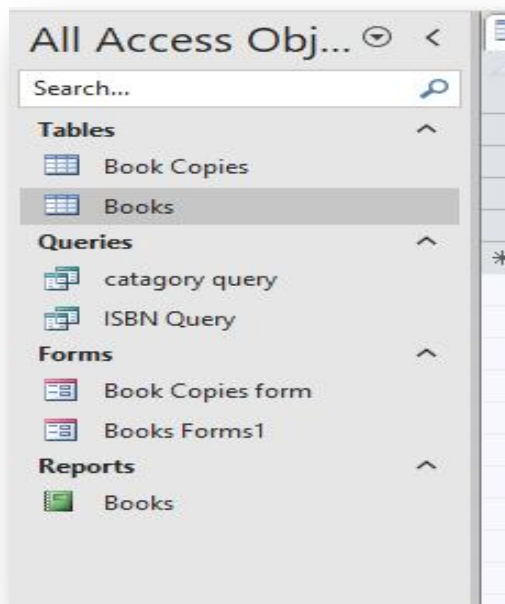 All Access Obj...
Search...
Tables
Book Copies
Books
Queries
catagory query
ISBN Query
Forms
Book Copies form
Books Forms1
Reports
Books